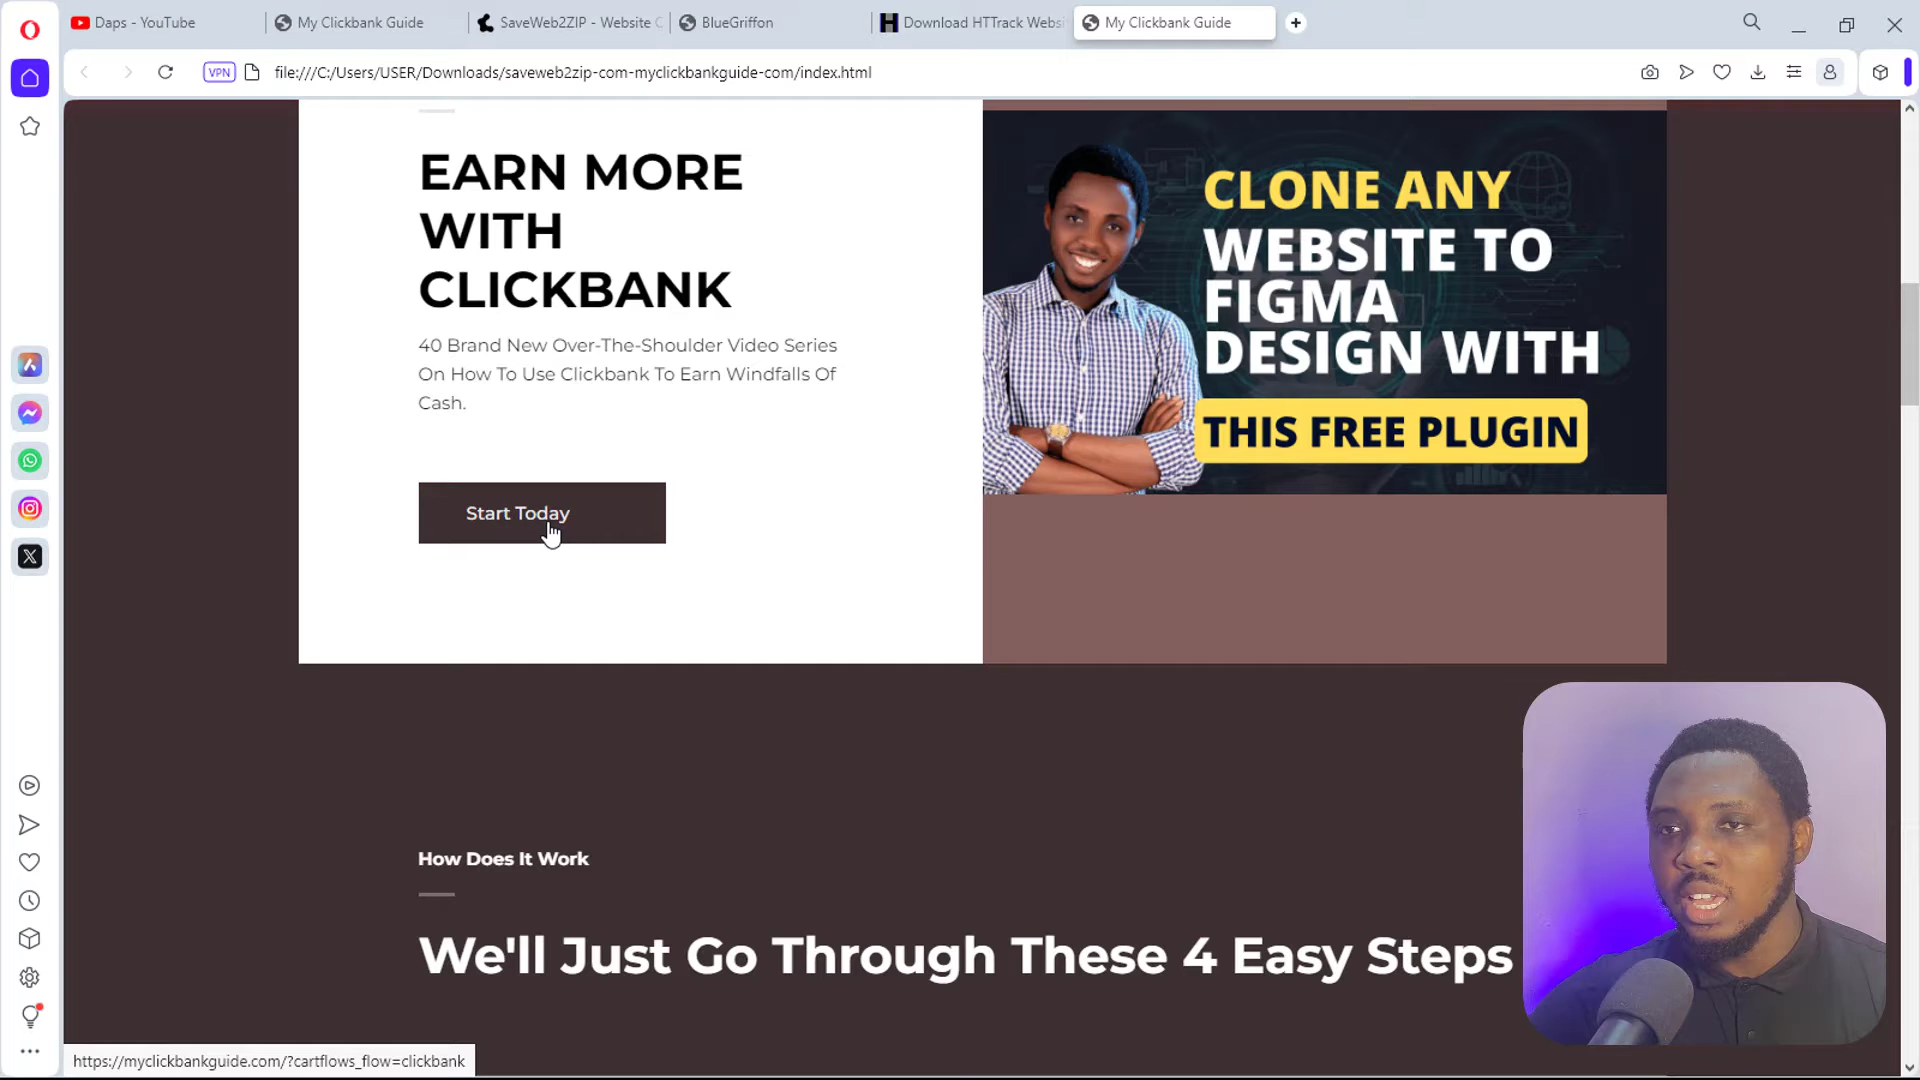 Daps - YouTube
My Clickbank Guide
SaveWeb2ZIP - Website C
BlueGriffon
Download HTTrack Websi
My Clickbank Guide
VPN
file:///C:/Users/USER/Downloads/saveweb2zip-com-myclickbankguide-com/index.html
EARN MORE
WITH
CLICKBANK
40 Brand New Over-The-Shoulder Video Series
On How To Use Clickbank To Earn Windfalls Of
Cash.
Start Today
CLONE ANY
WEBSITE TO
FIGMA
DESIGN WITH
THIS FREE PLUGIN
How Does It Work
We'll Just Go Through These 4 Easy Steps
https://myclickbankguide.com/?cartflows_flow=clickbank